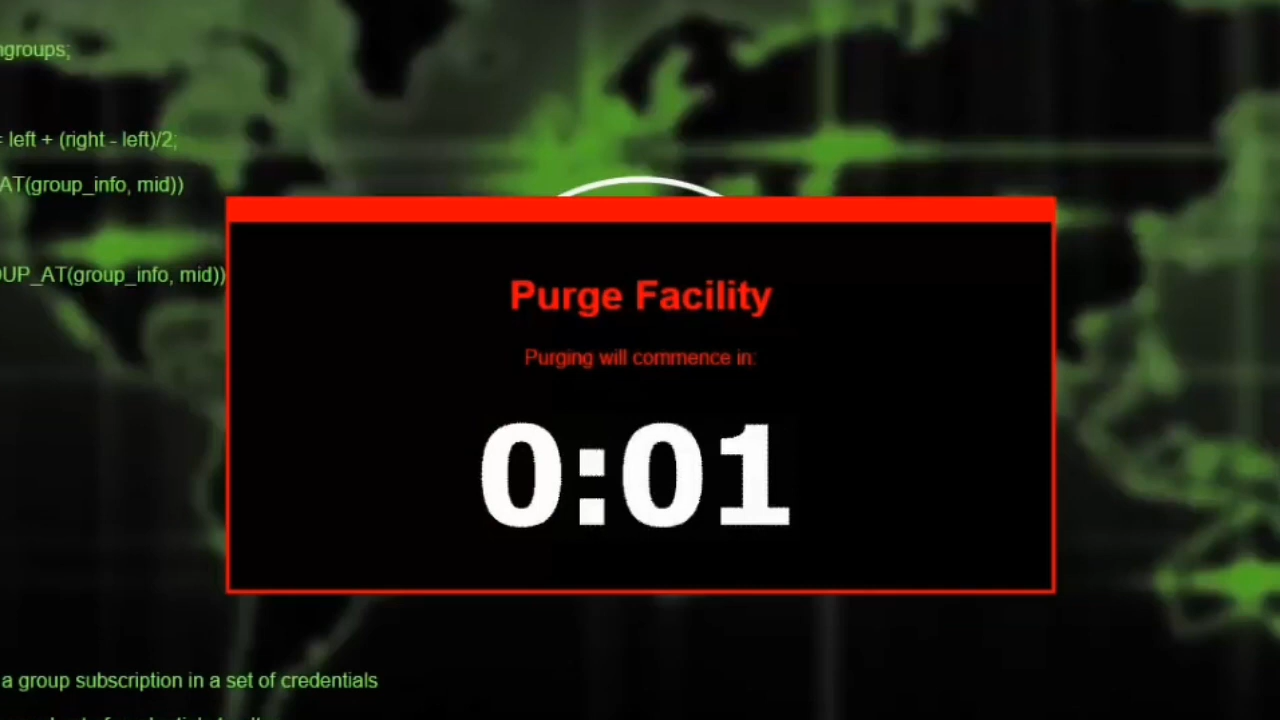 ngroups;
= left + (right - left)/2;
AT(group_info, mid))
OUP_AT(group_info, mid))
Purge Facility
Purging will commence in:
0:01
a group subscription in a set of credentials